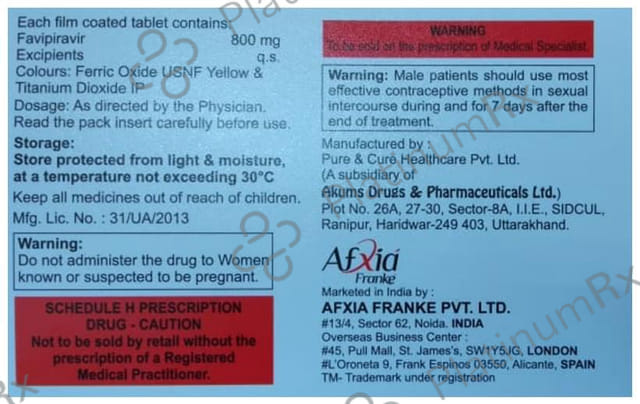 Each film coated tablet contains:
Favipiravir 800 mg
Excipients q.s.
Colours: Ferric Oxide USNF Yellow &
Titanium Dioxide IP
Dosage: As directed by the Physician.
Read the pack insert carefully before use.
Storage:
Store protected from light & moisture,
at a temperature not exceeding 30°C
Keep all medicines out of reach of children.
Mfg. Lic. No. : 31/UA/2013
Warning:
Do not administer the drug to Women
known or suspected to be pregnant.
SCHEDULE H PRESCRIPTION
DRUG - CAUTION
Not to be sold by retail without the
prescription of a Registered
Medical Practitioner.
WARNING
To be sold on the prescription of Medical Specialist.
Warning: Male patients should use most
effective contraceptive methods in sexual
intercourse during and for 7 days after the
end of treatment.
Manufactured by :
Pure & Cure Healthcare Pvt. Ltd.
(A subsidiary of
Akums Drugs & Pharmaceuticals Ltd.)
Plot No. 26A, 27-30, Sector-8A, I.I.E., SIDCUL,
Ranipur, Haridwar-249 403, Uttarakhand.
Afxia
Franke
Marketed in India by :
AFXIA FRANKE PVT. LTD.
#13/4, Sector 62, Noida. INDIA
Overseas Business Center :
#45, Pull Mall, St. James's, SW1Y5JG, LONDON
#L'Oroneta 9, Frank Espinos 03550, Alicante, SPAIN
TM- Trademark under registration
PlatinumRx
PlatinumRx
PlatinumRx